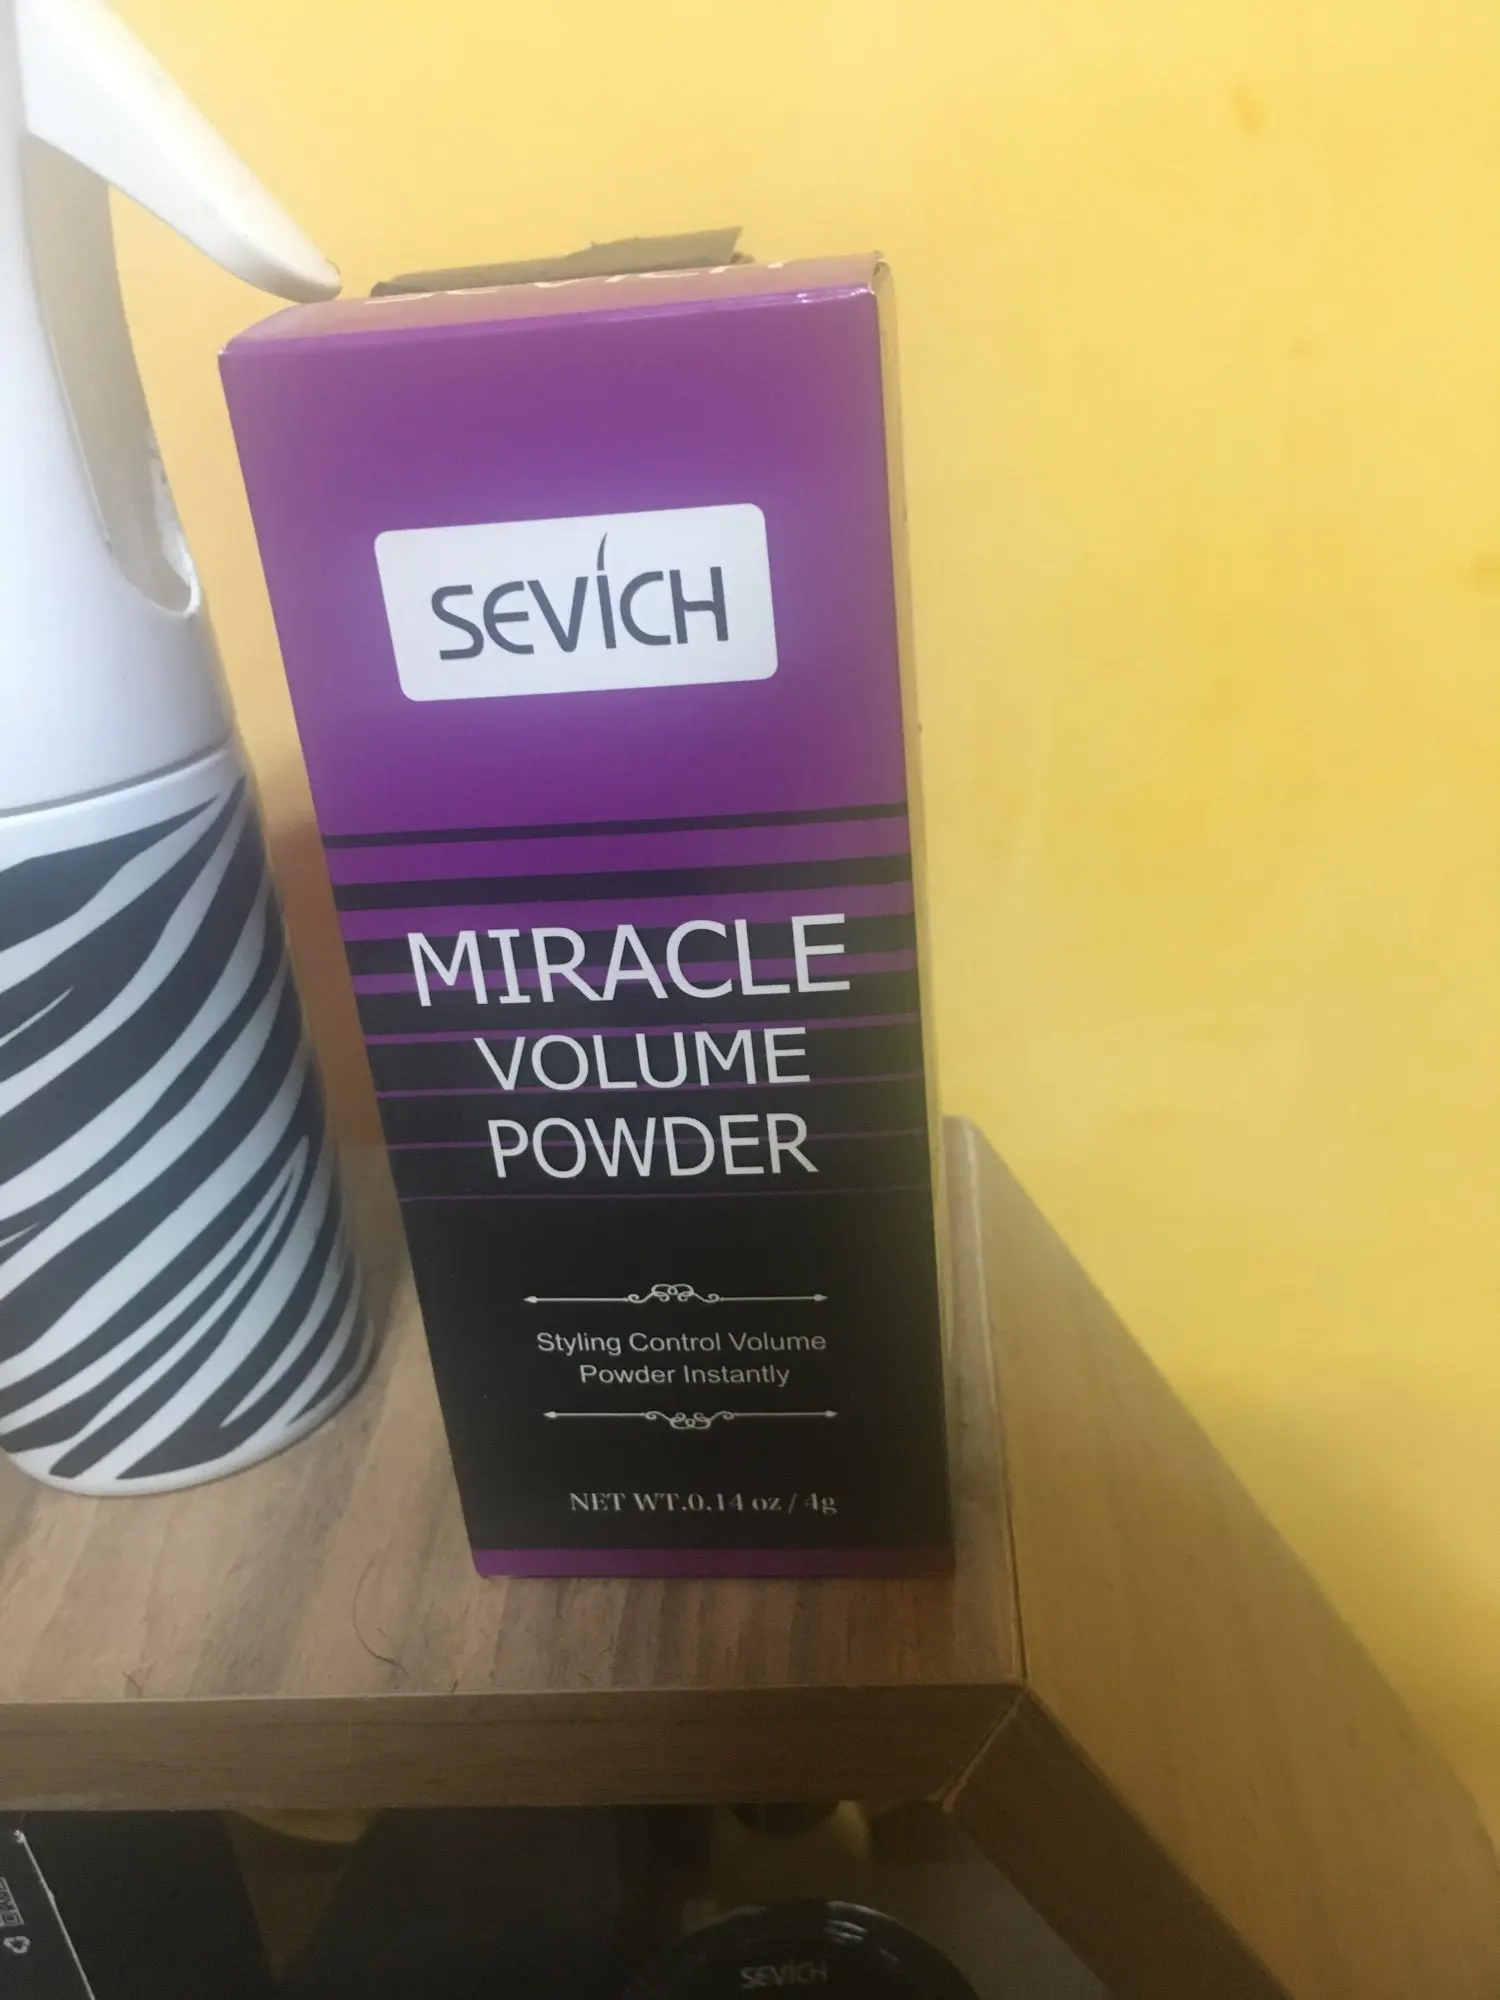 SEVICH
MIRACLE
VOLUME
POWDER
Styling Control Volume
Powder Instantly
NET WT.0.14 oz / 4g
SEVICH